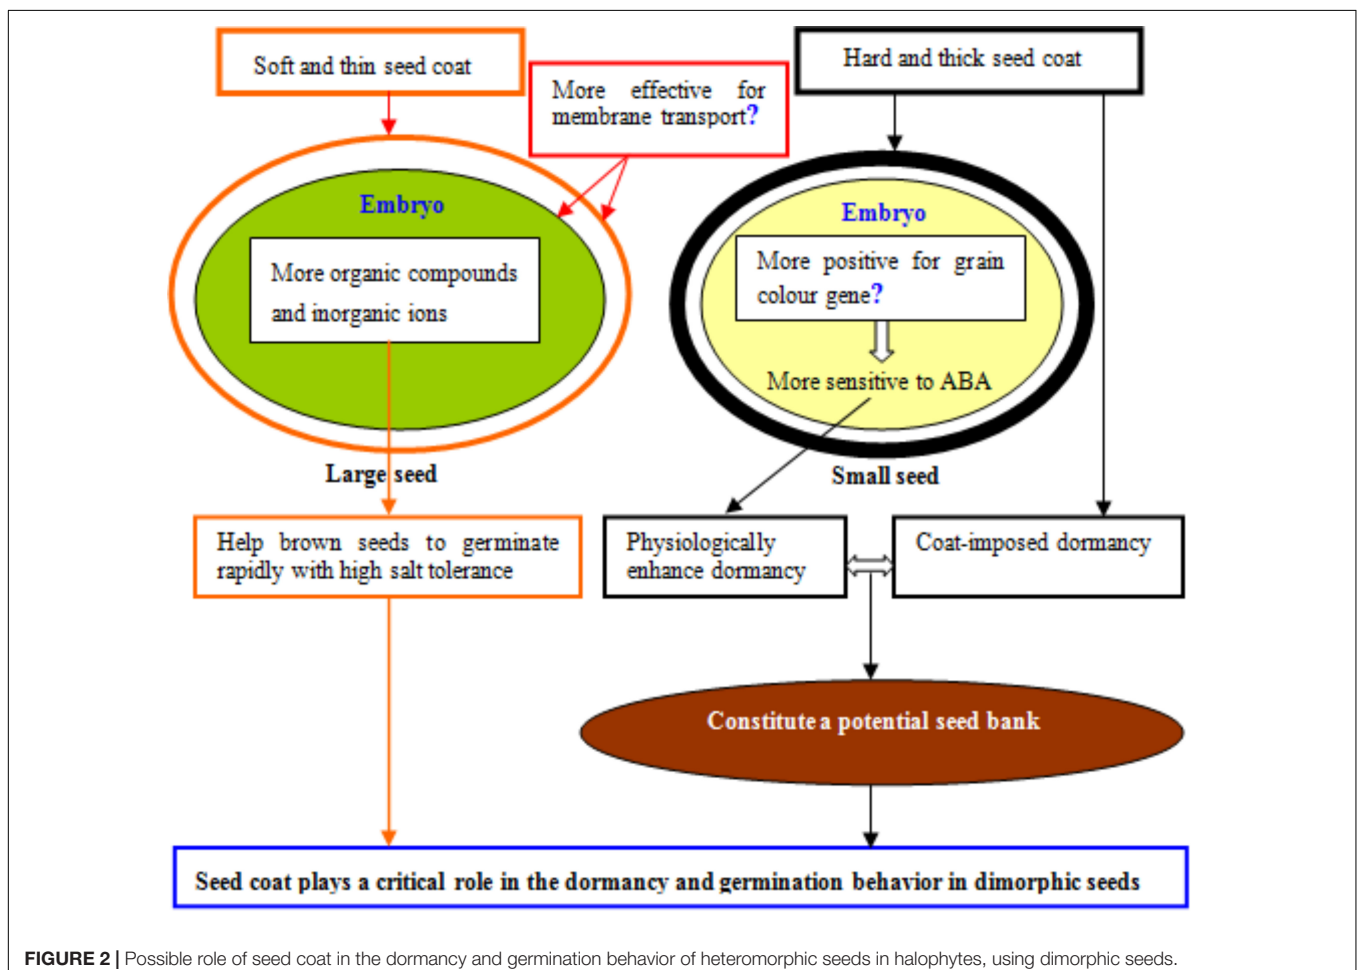 Soft and thin seed coat
Hard and thick seed coat
More effective for
membrane transport?
Embryo
More organic compounds
and inorganic ions
Embryo
More positive for grain
colour gene?
More sensitive to ABA
Large seed
Small seed
Help brown seeds to germinate
rapidly with high salt tolerance
Physiologically
enhance dormancy
Coat-imposed dormancy
Constitute a potential seed bank
Seed coat plays a critical role in the dormancy and germination behavior in dimorphic seeds
FIGURE 2 | Possible role of seed coat in the dormancy and germination behavior of heteromorphic seeds in halophytes, using dimorphic seeds.